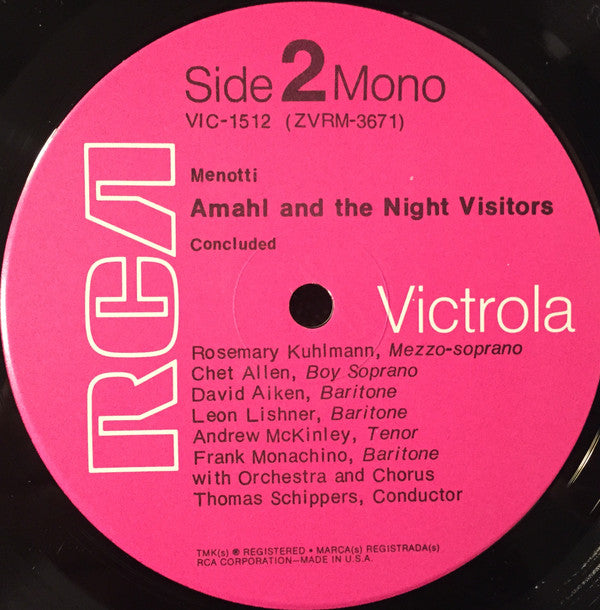 Side 2 Mono
VIC-1512 (ZVRM-3671)
Menotti
Amahl and the Night Visitors
Concluded
RCA
Victrola
Rosemary Kuhlmann, Mezzo-soprano
Chet Allen, Boy Soprano
David Aiken, Baritone
Leon Lishner, Baritone
Andrew McKinley, Tenor
Frank Monachino, Baritone
with Orchestra and Chorus
Thomas Schippers, Conductor
TMK(s) ® REGISTERED • MARCA(s) REGISTRADA(s)
RCA CORPORATION—MADE IN U.S.A.